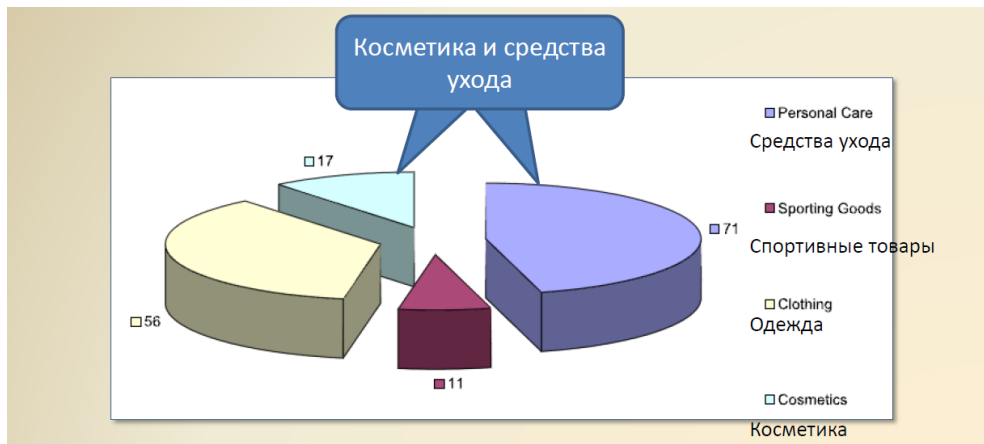 Косметика и средства
ухода
17
71
56
11
Personal Care
Средства ухода
Sporting Goods
Спортивные товары
Clothing
Одежда
Cosmetics
Косметика